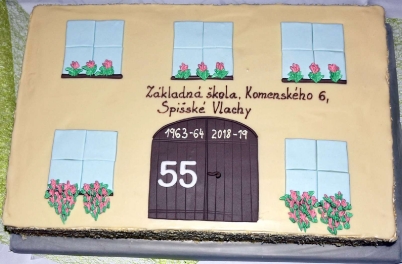 Základná škola, Komenského 6,
Spišské Vlachy
1963-64 2018-19
55